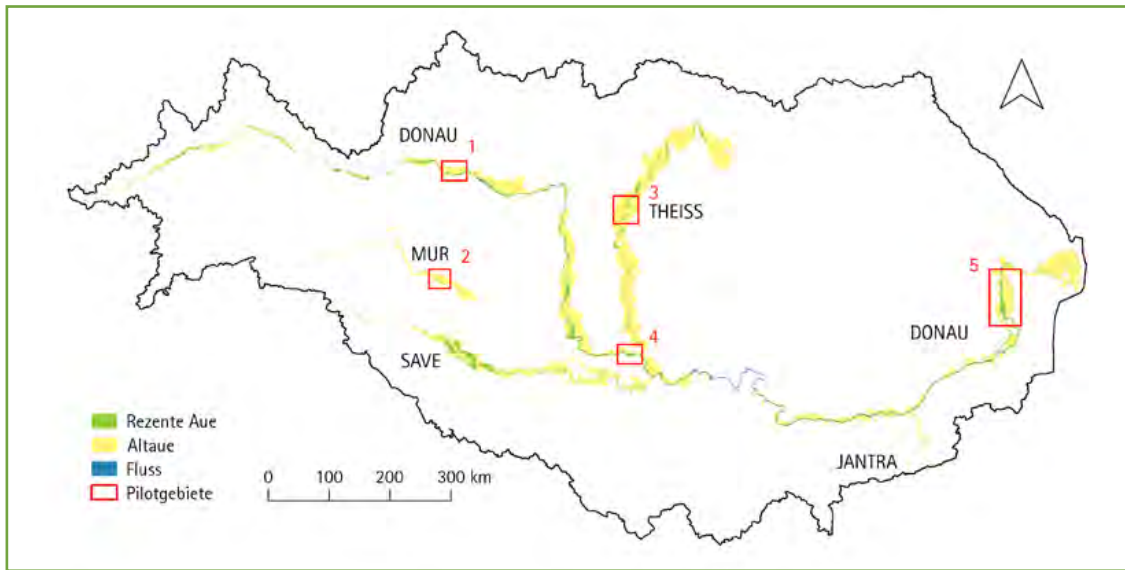 DONAU
1
3
THEISS
MUR
2
5
DONAU
4
SAVE
Rezente Aue
Altaue
Fluss
Pilotgebiete
0 100 200 300 km
JANTRA